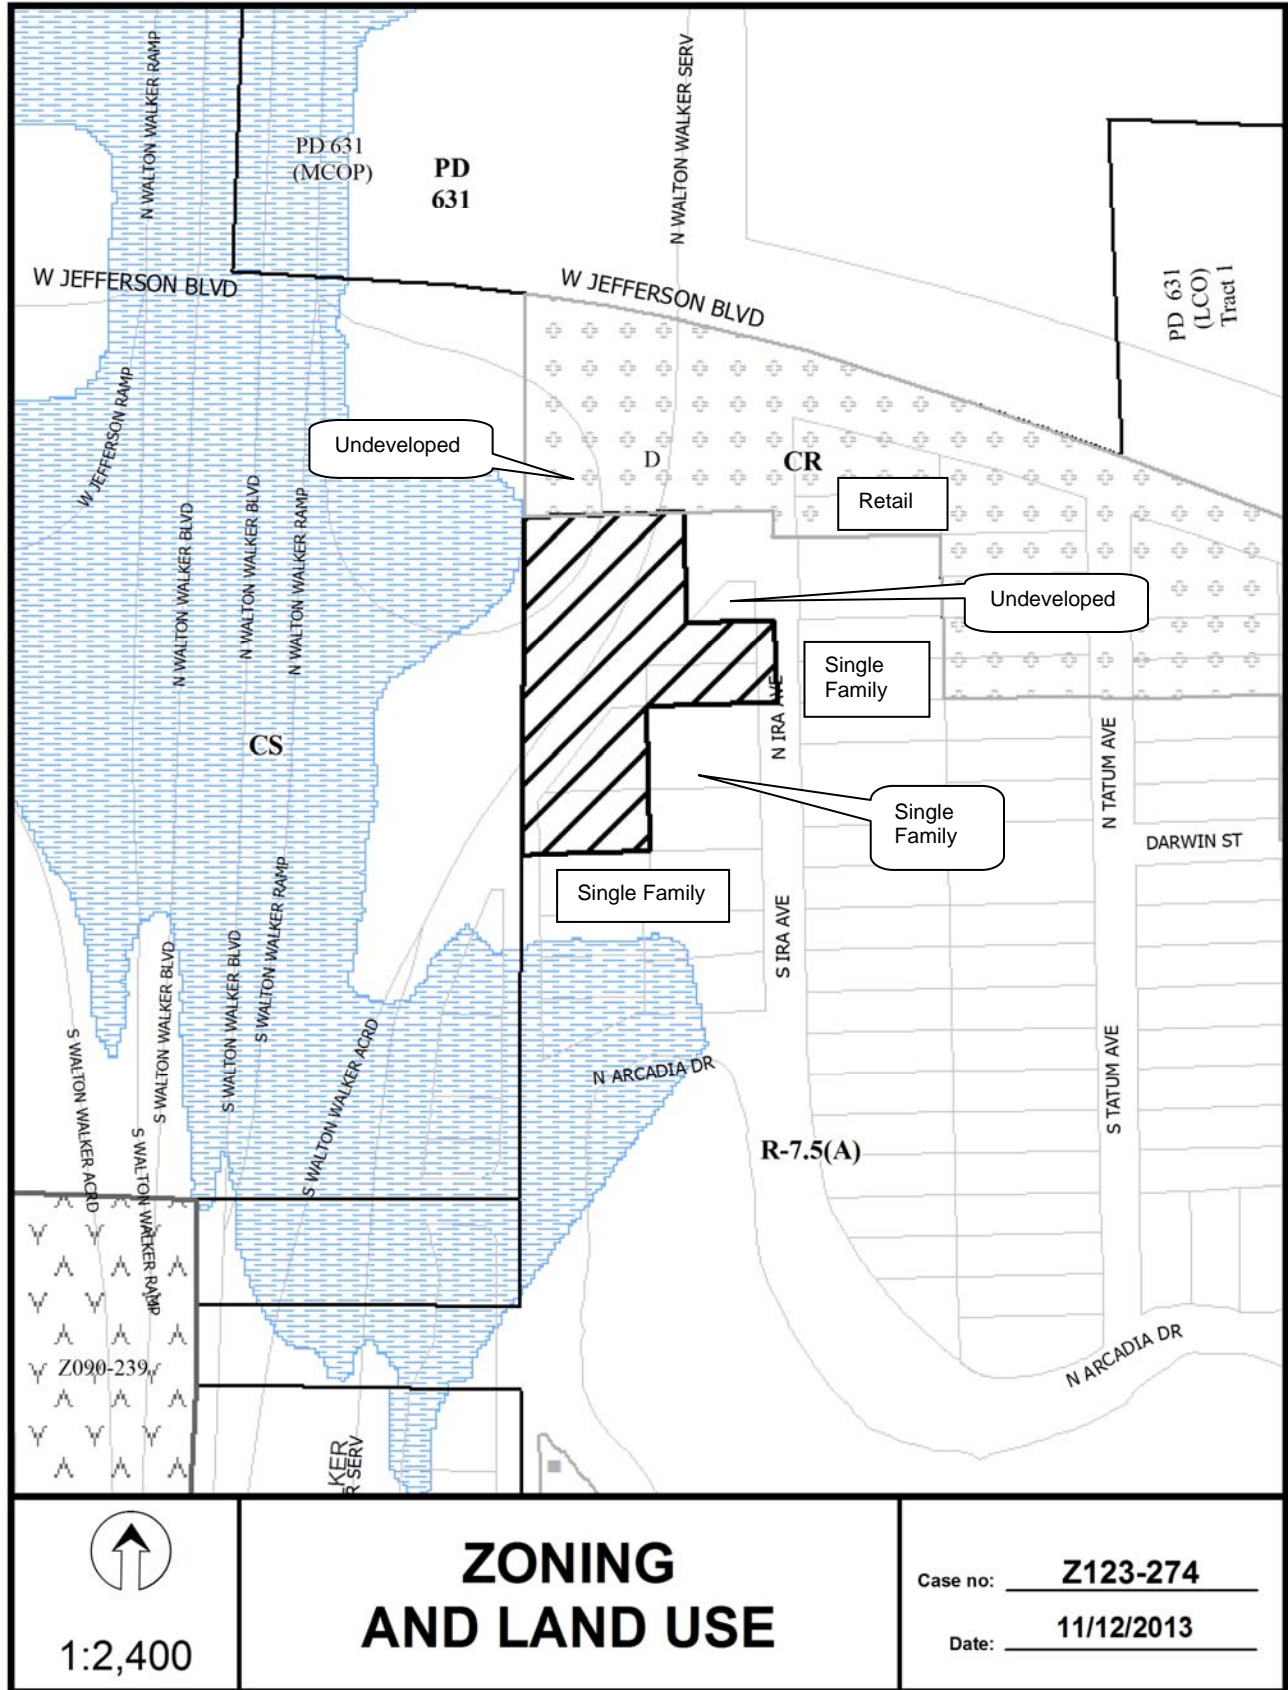 N WALTON WALKER RAMP
N WALTON WALKER SERV
PD 631
(MCOP)
PD
631
W JEFFERSON BLVD
W JEFFERSON BLVD
PD 631
(LCO)
Tract 1
W JEFFERSON RAMP
Undeveloped
D
CR
Retail
N WALTON WALKER BLVD
N WALTON WALKER BLVD
N WALTON WALKER RAMP
Undeveloped
Single
Family
N IRA AVE
CS
N TATUM AVE
Single
Family
DARWIN ST
Single Family
S IRA AVE
S WALTON WALKER RAMP
S WALTON WALKER BLVD
S WALTON WALKER BLVD
S WALTON WALKER ACRD
S WALTON WALKER ACRD
S WALTON WALKER RAMP
N ARCADIA DR
S TATUM AVE
R-7.5(A)
N ARCADIA DR
Z090-239
KER
R SERV
1:2,400
ZONING
AND LAND USE
Case no: Z123-274
Date: 11/12/2013